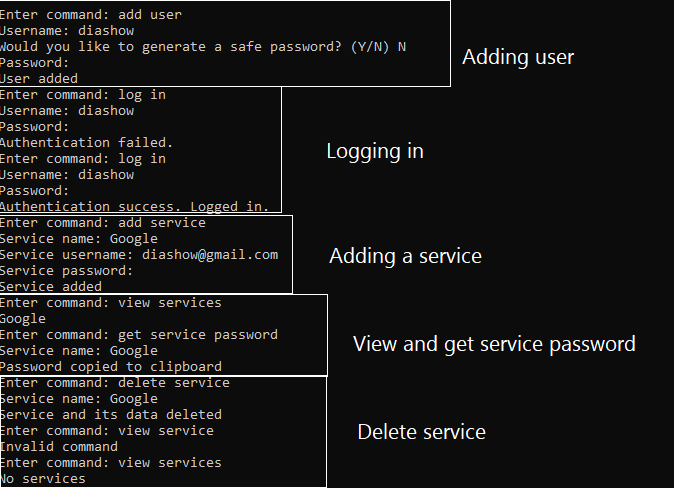 Enter command: add user
Username: diashow
Would you like to generate a safe password? (Y/N) N
Password:
User added
Adding user
Enter command: log in
Username: diashow
Password:
Authentication failed.
Enter command: log in
Username: diashow
Password:
Authentication success. Logged in.
Logging in
Enter command: add service
Service name: Google
Service username: diashow@gmail.com
Service password:
Service added
Adding a service
Enter command: view services
Google
Enter command: get service password
Service name: Google
Password copied to clipboard
View and get service password
Enter command: delete service
Service name: Google
Service and its data deleted
Enter command: view service
Invalid command
Enter command: view services
No services
Delete service